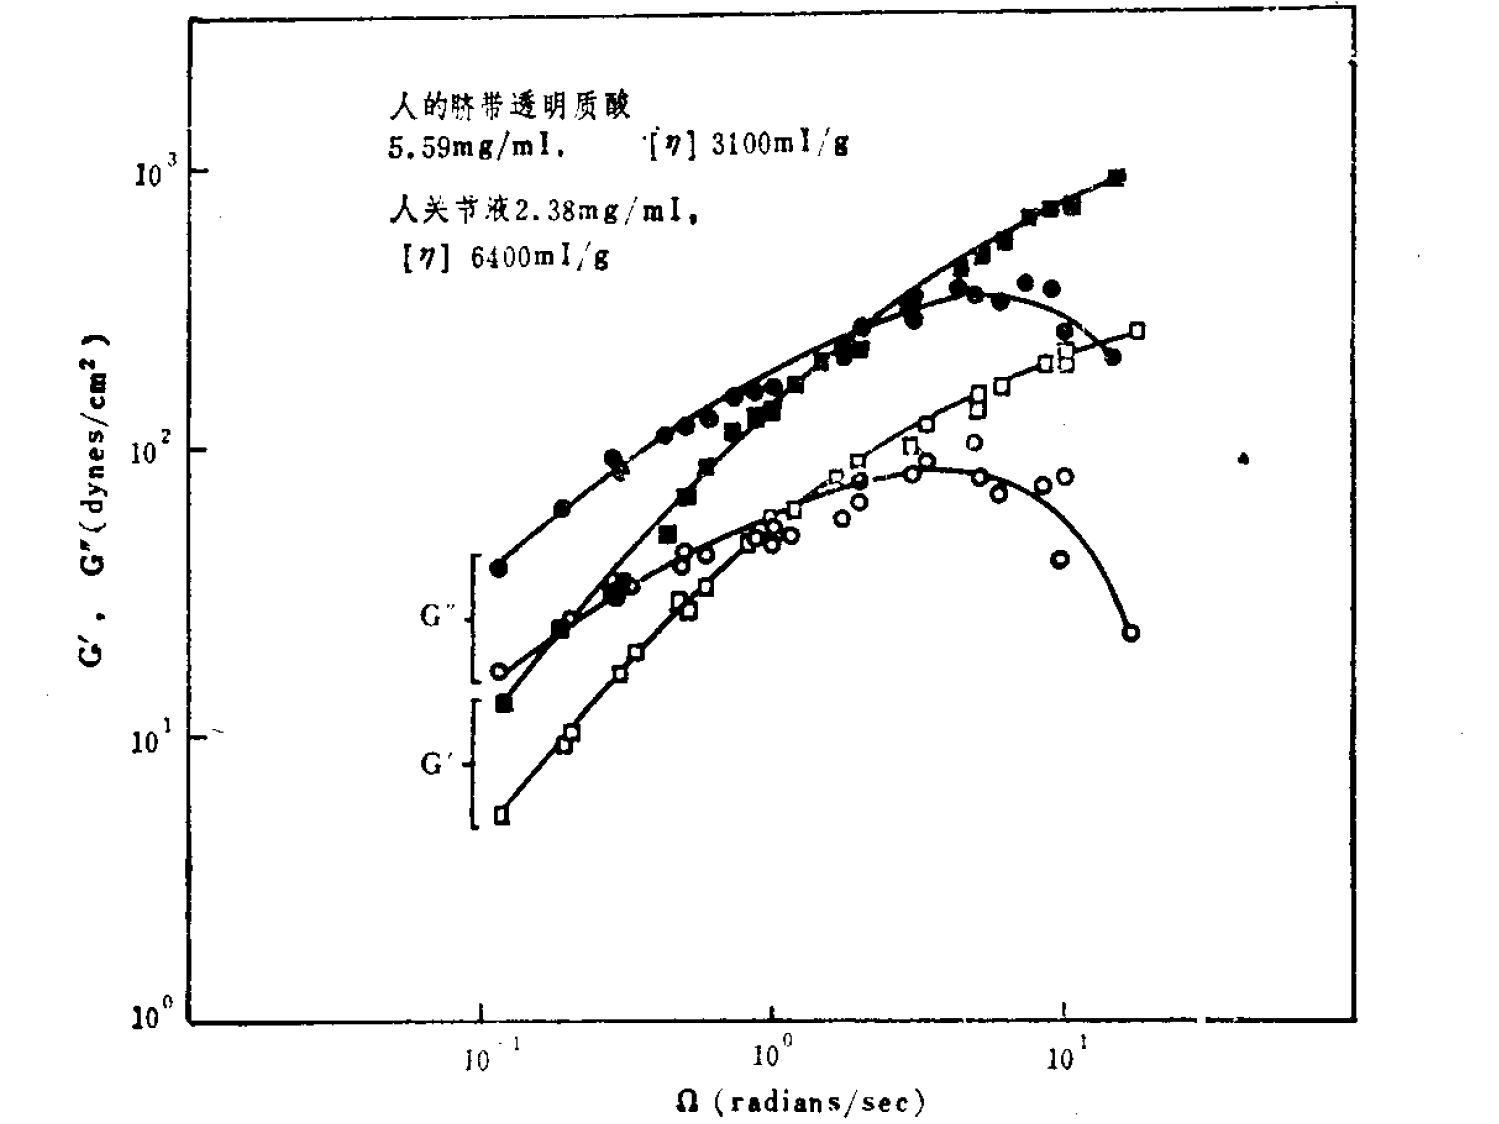 人的脐带透明质酸
5.59mg/ml. [η] 3100ml/g
人关节液2.38mg/ml,
[η] 6400ml/g
10³
10²
10¹
10⁰
G′, G″(dynes/cm²)
G″
G′
10⁻¹
10⁰
10¹
Ω (radians/sec)